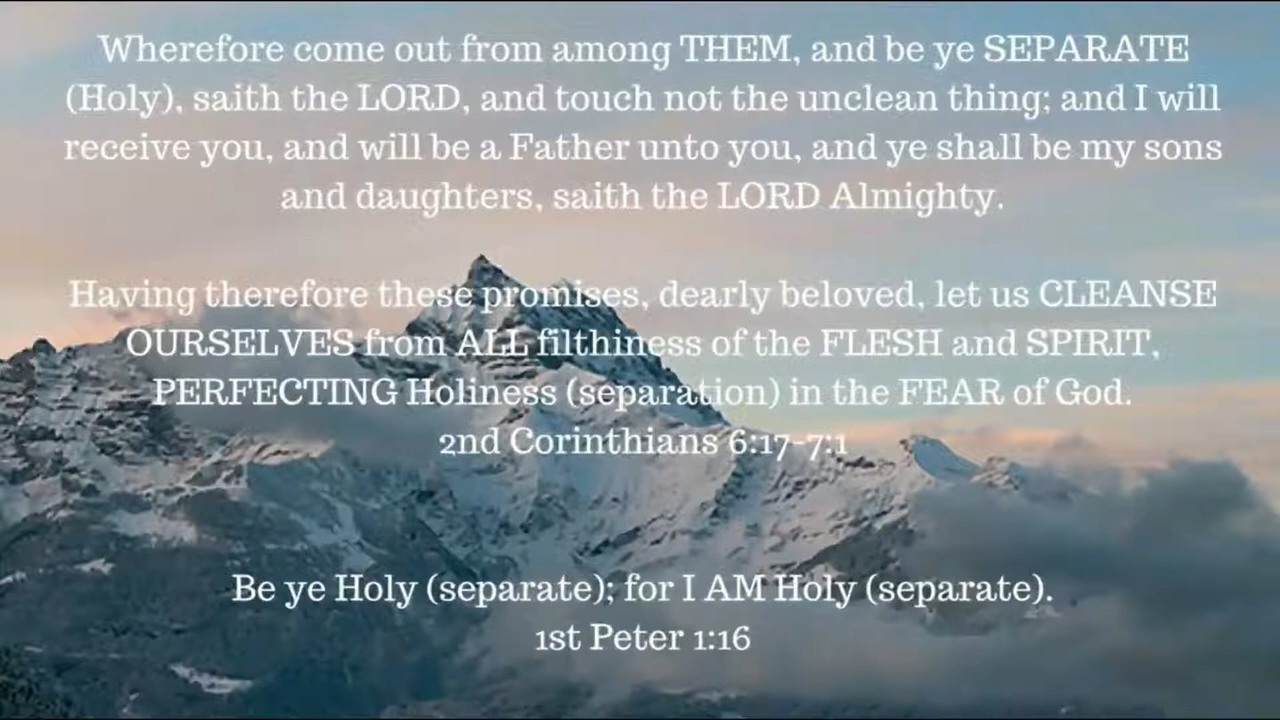 Wherefore come out from among THEM, and be ye SEPARATE
(Holy), saith the LORD, and touch not the unclean thing; and I will
receive you, and will be a Father unto you, and ye shall be my sons
and daughters, saith the LORD Almighty.
Having therefore these promises, dearly beloved, let us CLEANSE
OURSELVES from ALL filthiness of the FLESH and SPIRIT,
PERFECTING Holiness (separation) in the FEAR of God.
2nd Corinthians 6:17-7:1
Be ye Holy (separate); for I AM Holy (separate).
1st Peter 1:16